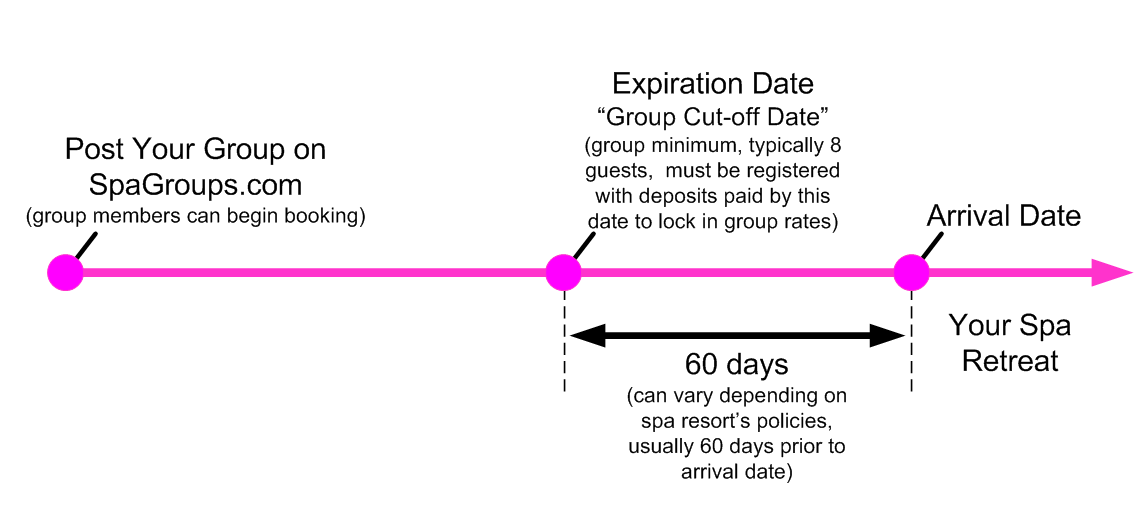 Post Your Group on
SpaGroups.com
(group members can begin booking)
Expiration Date
“Group Cut-off Date”
(group minimum, typically 8
guests,  must be registered
with deposits paid by this
date to lock in group rates)
Arrival Date
Your Spa
Retreat
60 days
(can vary depending on
spa resort’s policies,
usually 60 days prior to
arrival date)